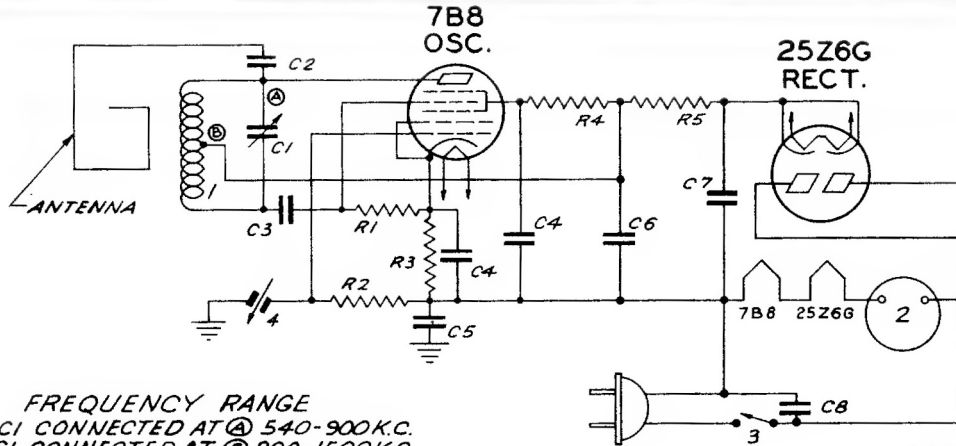 7B8
OSC.
25Z6G
RECT.
C2
A
B
C1
1
ANTENNA
C3
R1
R3
R2
C4
C5
4
R4
R5
C4
C6
C7
7B8
25Z6G
2
C8
3
FREQUENCY RANGE
C1 CONNECTED AT A 540-900K.C.